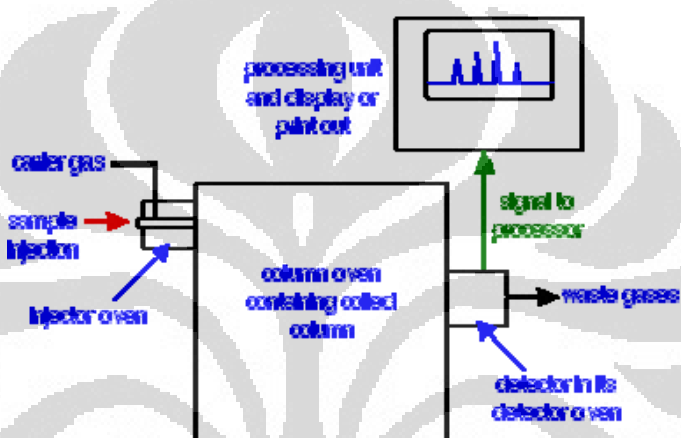 processing unit
and display or
print out
carrier gas
sample
injection
injector oven
column oven
containing coiled
column
signal to
processor
waste gases
detector in its
detector oven